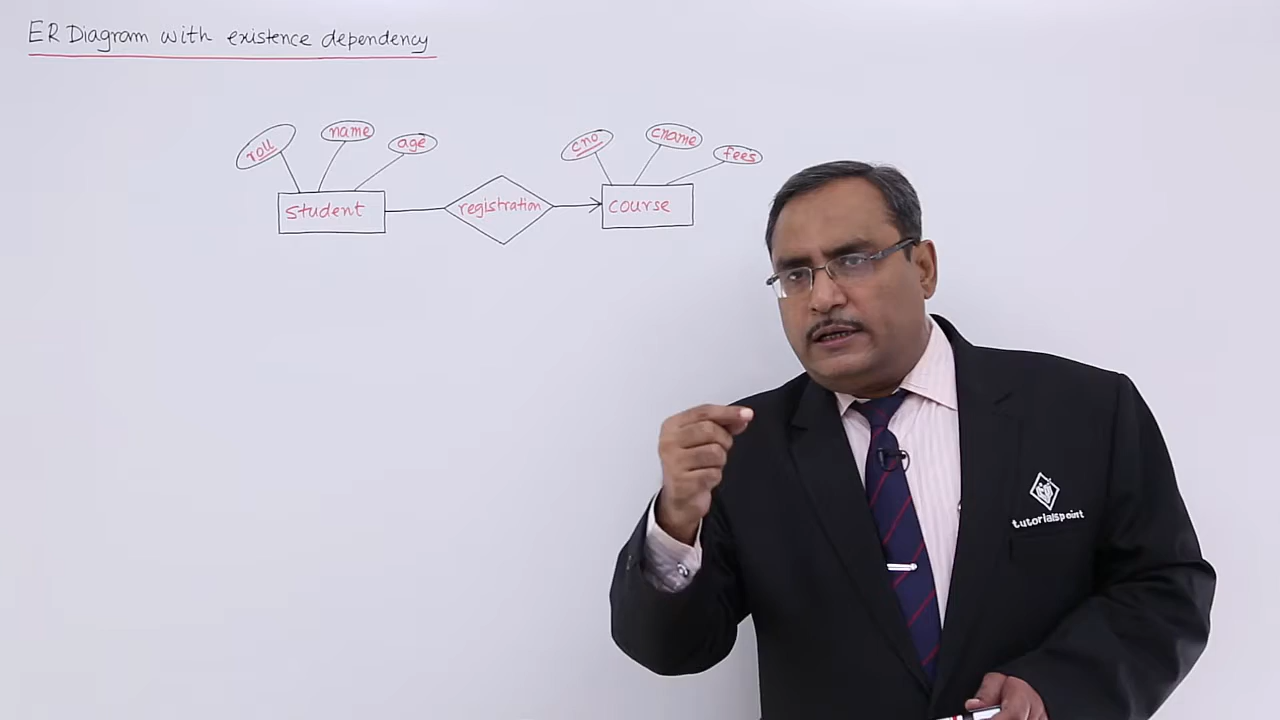 ER Diagram with existence dependency
roll
name
age
cno
cname
fees
student
registration
course
tutorialspoint